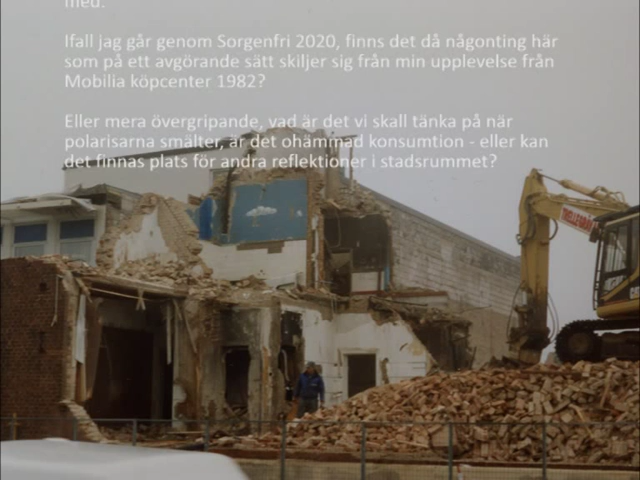 med.
Ifall jag går genom Sorgenfri 2020, finns det då någonting här
som på ett avgörande sätt skiljer sig från min upplevelse från
Mobilia köpcenter 1982?
Eller mera övergripande, vad är det vi skall tänka på när
polarisarna smälter, är det ohämmad konsumtion - eller kan
det finnas plats för andra reflektioner i stadsrummet?